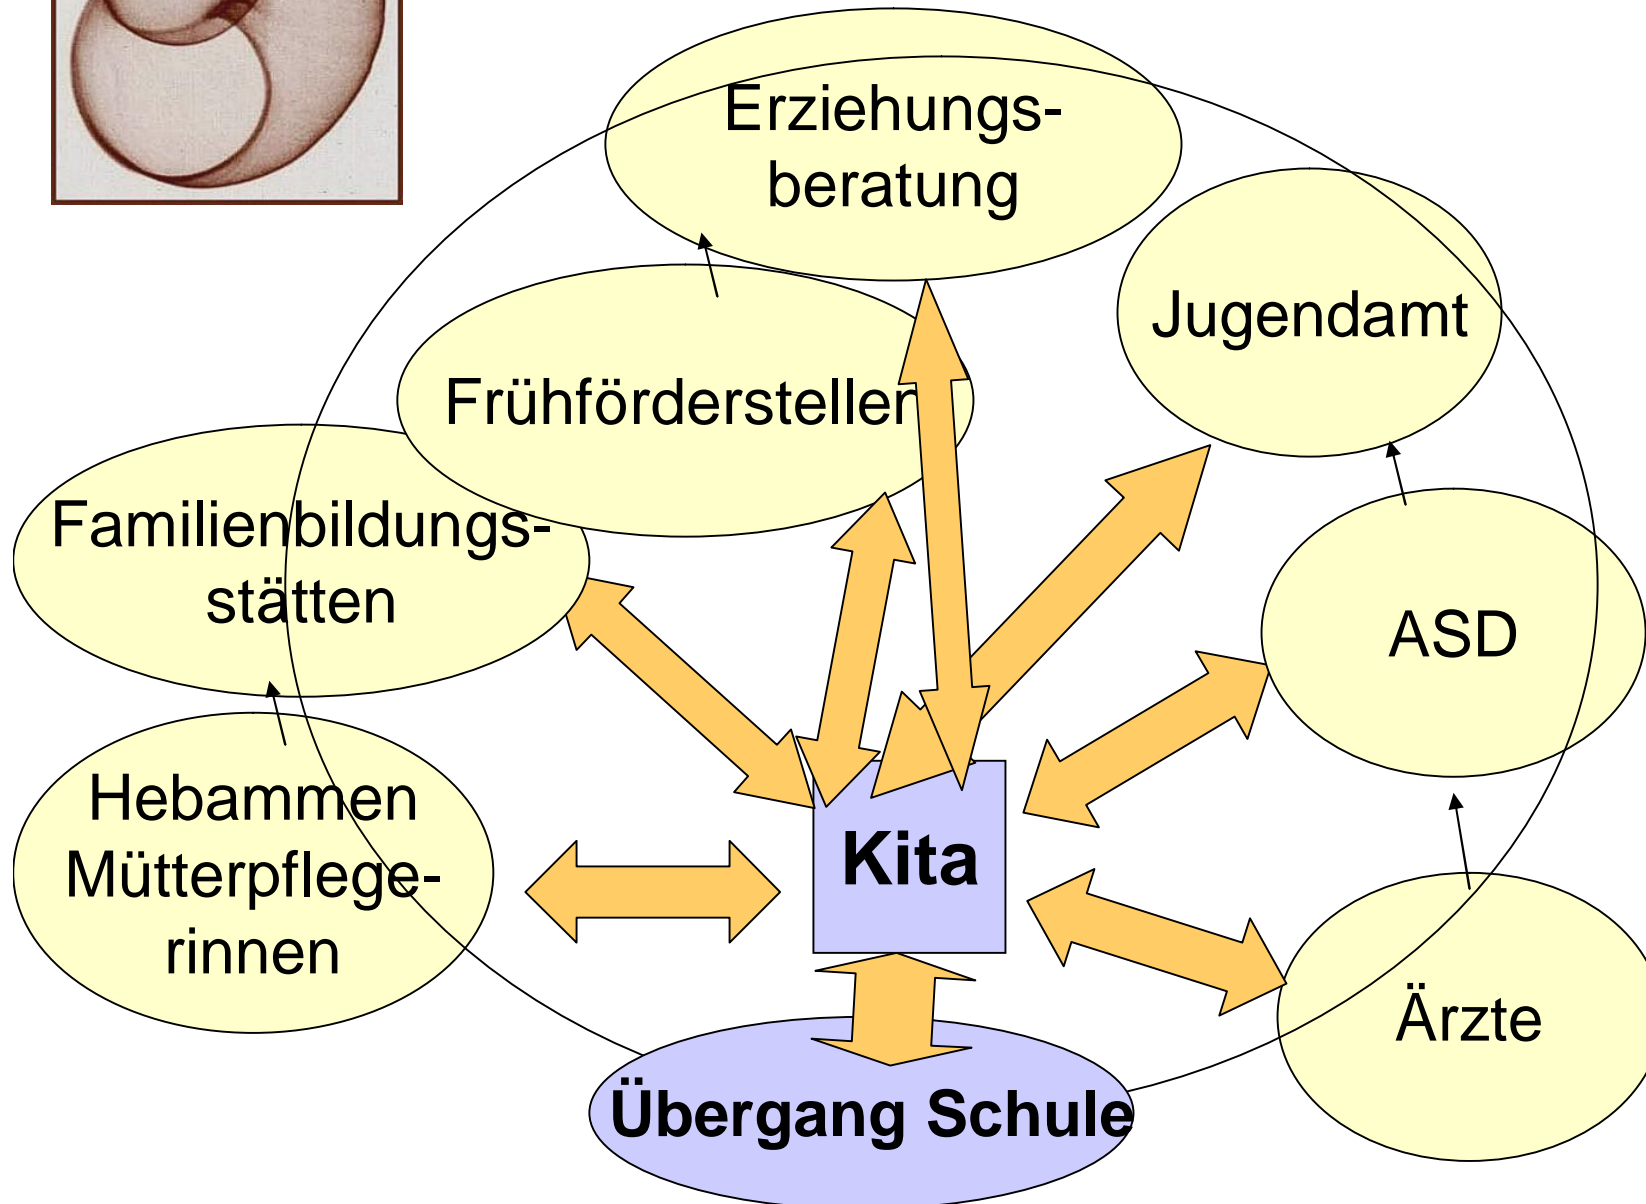 Erziehungs-
beratung
Jugendamt
Frühförderstellen
Familienbildungs-
stätten
ASD
Hebammen
Mütterpflege-
rinnen
Kita
Ärzte
Übergang Schule